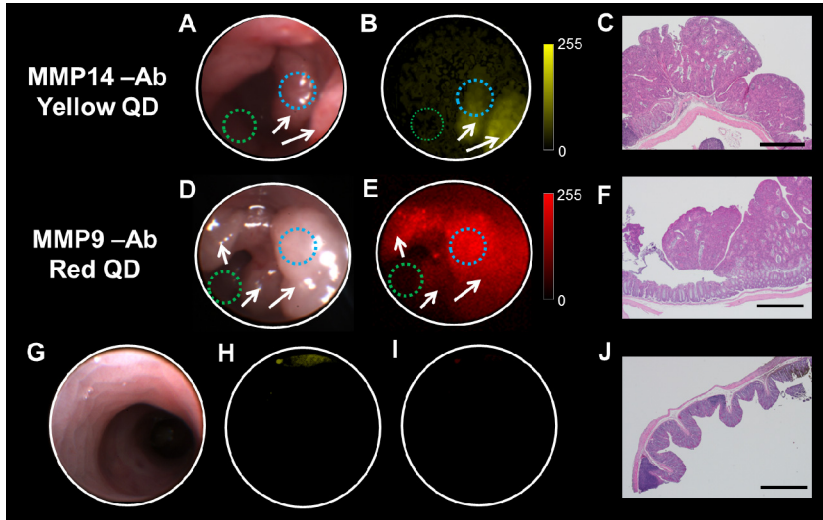 A
B
C
MMP14 –Ab
Yellow QD
255
0
D
E
F
MMP9 –Ab
Red QD
255
0
G
H
I
J